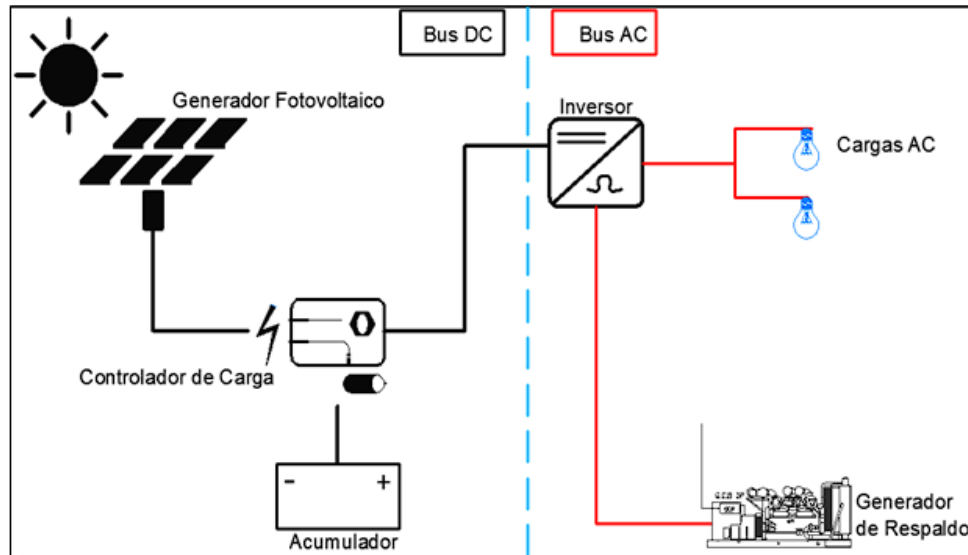 Bus DC
Bus AC
Generador Fotovoltaico
Inversor
Cargas AC
Controlador de Carga
- +
Acumulador
Generador
de Respaldo